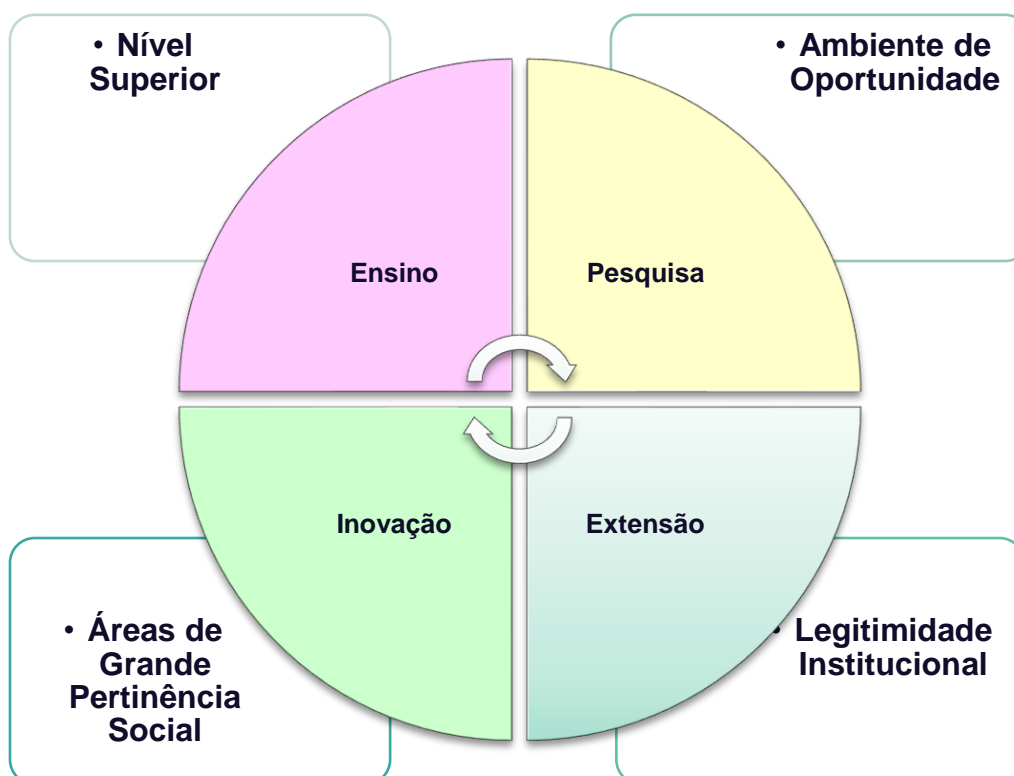 • Nível
Superior
• Ambiente de
Oportunidade
Ensino
Pesquisa
Inovação
Extensão
• Áreas de
Grande
Pertinência
Social
• Legitimidade
Institucional